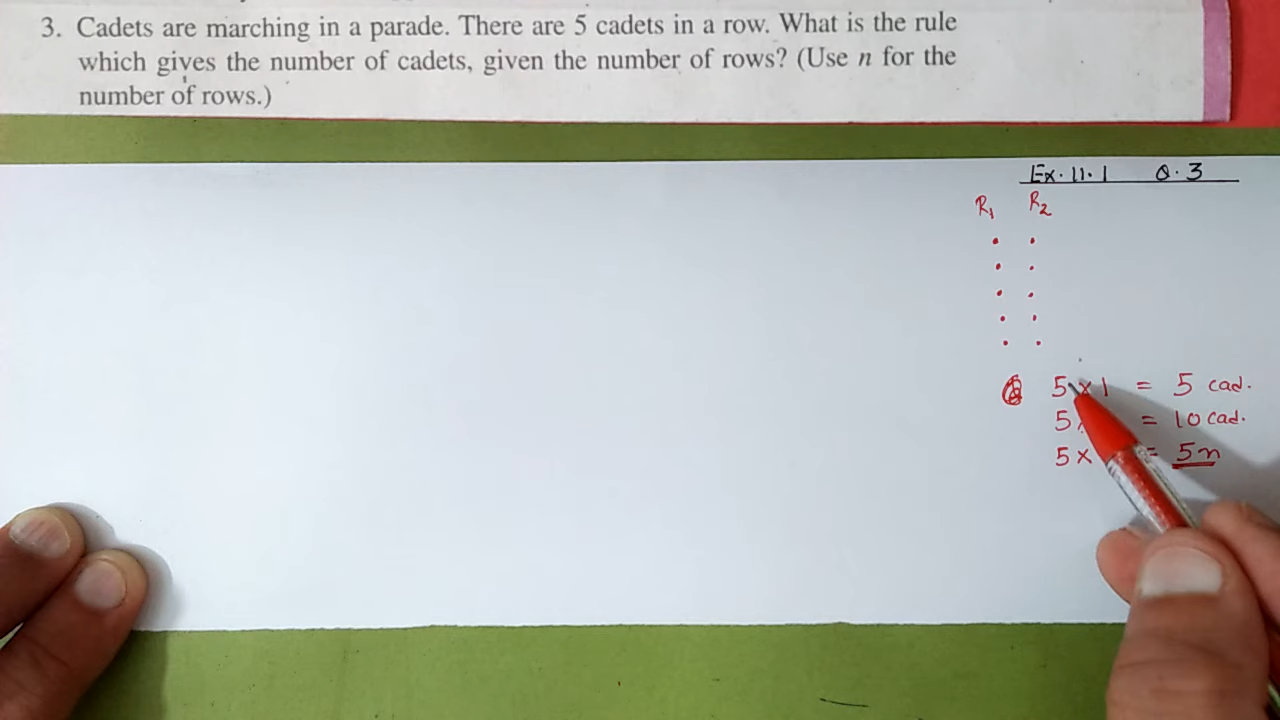 3. Cadets are marching in a parade. There are 5 cadets in a row. What is the rule
which gives the number of cadets, given the number of rows? (Use n for the
number of rows.)
Ex. 11.1 Q.3
R1 R2
5 x 1 = 5 cad.
5 = 10 cad.
5 x = 5n